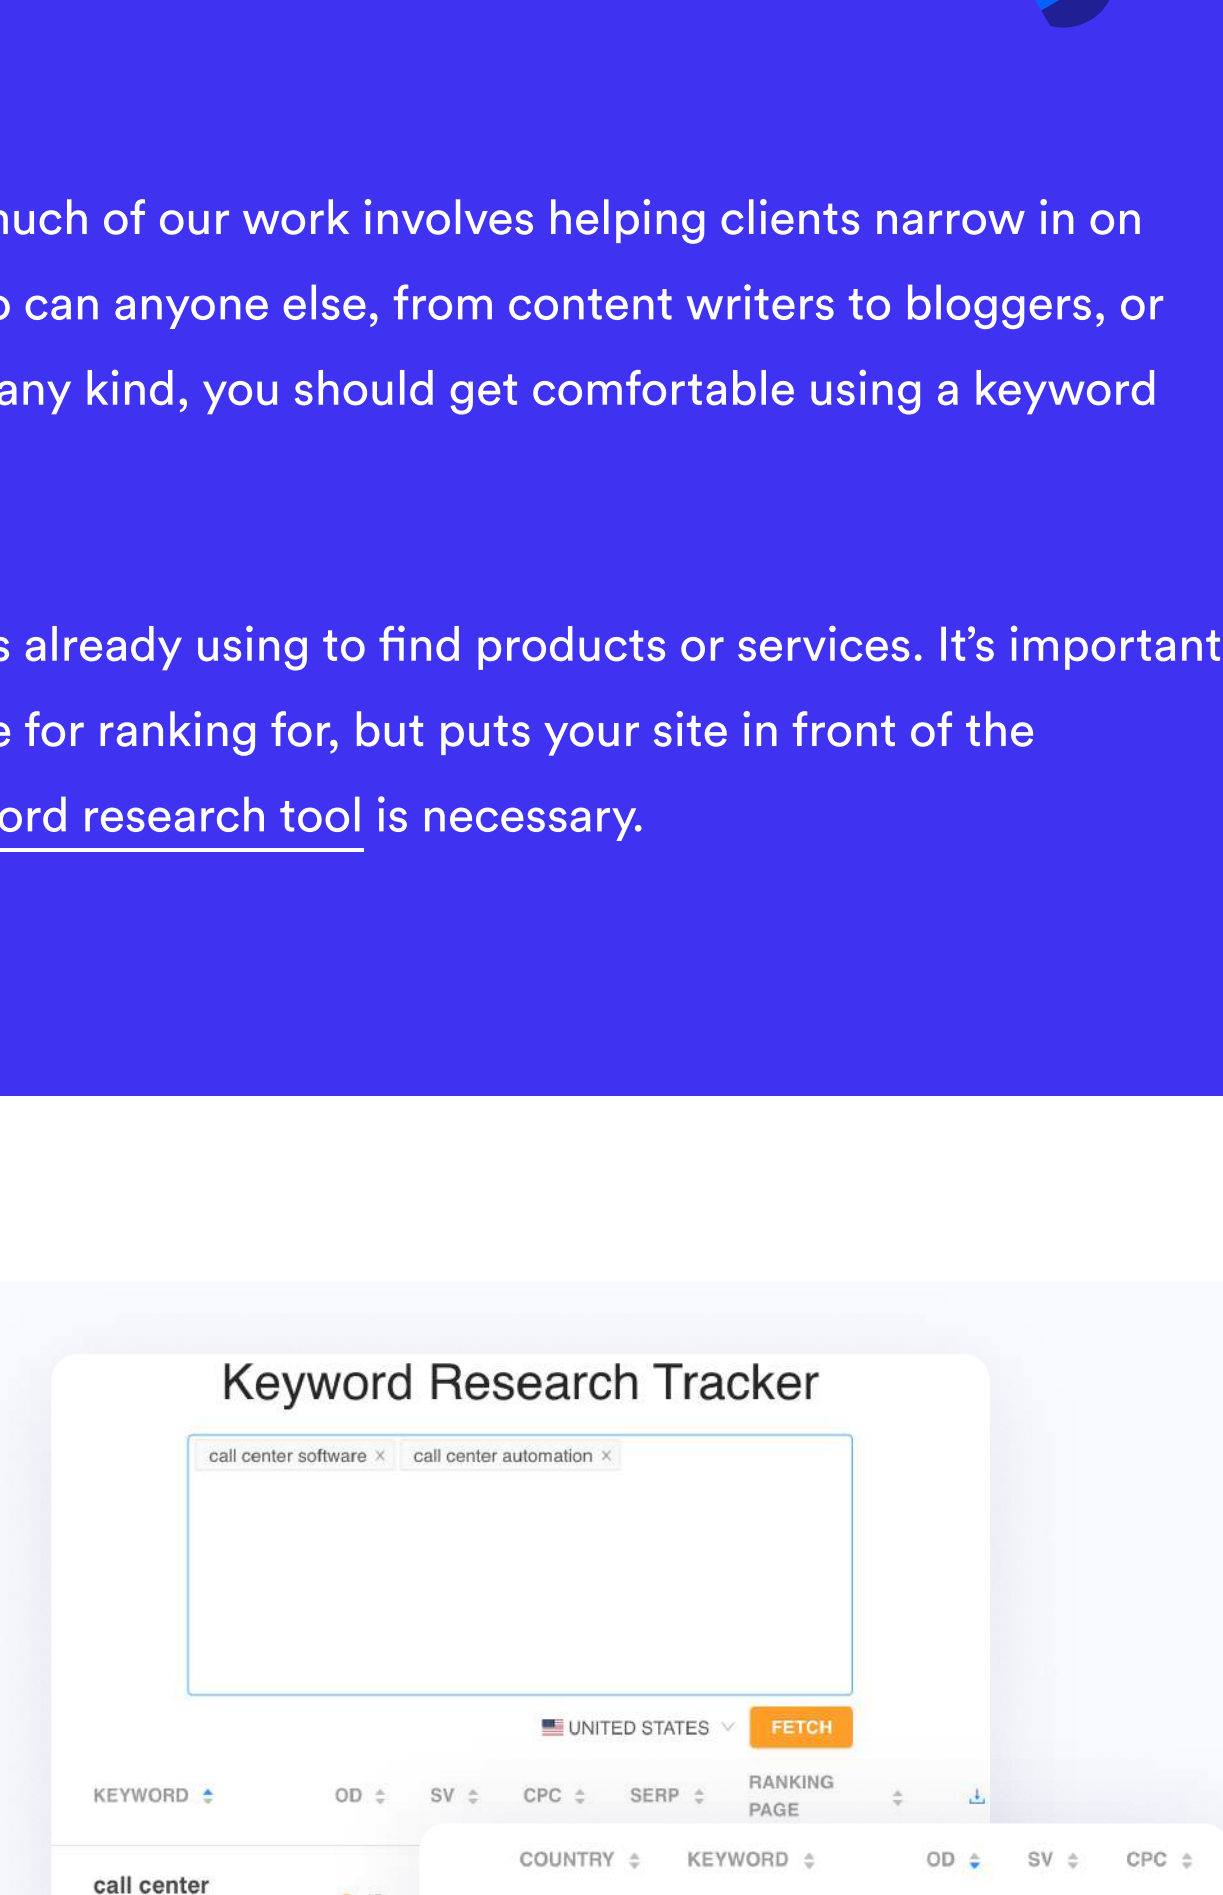 much of our work involves helping clients narrow in on
can anyone else, from content writers to bloggers, or
any kind, you should get comfortable using a keyword
s already using to find products or services. It’s important
e for ranking for, but puts your site in front of the
ord research tool is necessary.
Keyword Research Tracker
call center software × call center automation ×
UNITED STATES FETCH
KEYWORD OD SV CPC SERP RANKING PAGE
COUNTRY KEYWORD OD SV CPC
call center